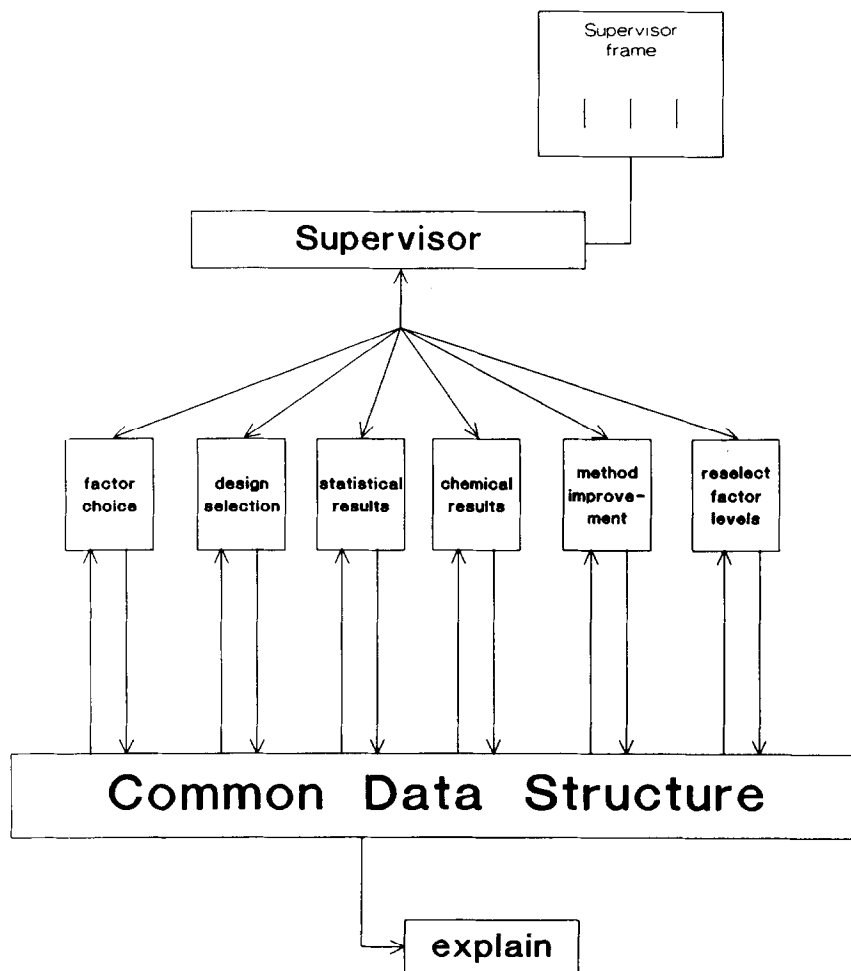 Supervisor
frame
Supervisor
factor
choice
design
selection
statistical
results
chemical
results
method
improve-
ment
reselect
factor
levels
Common Data Structure
explain